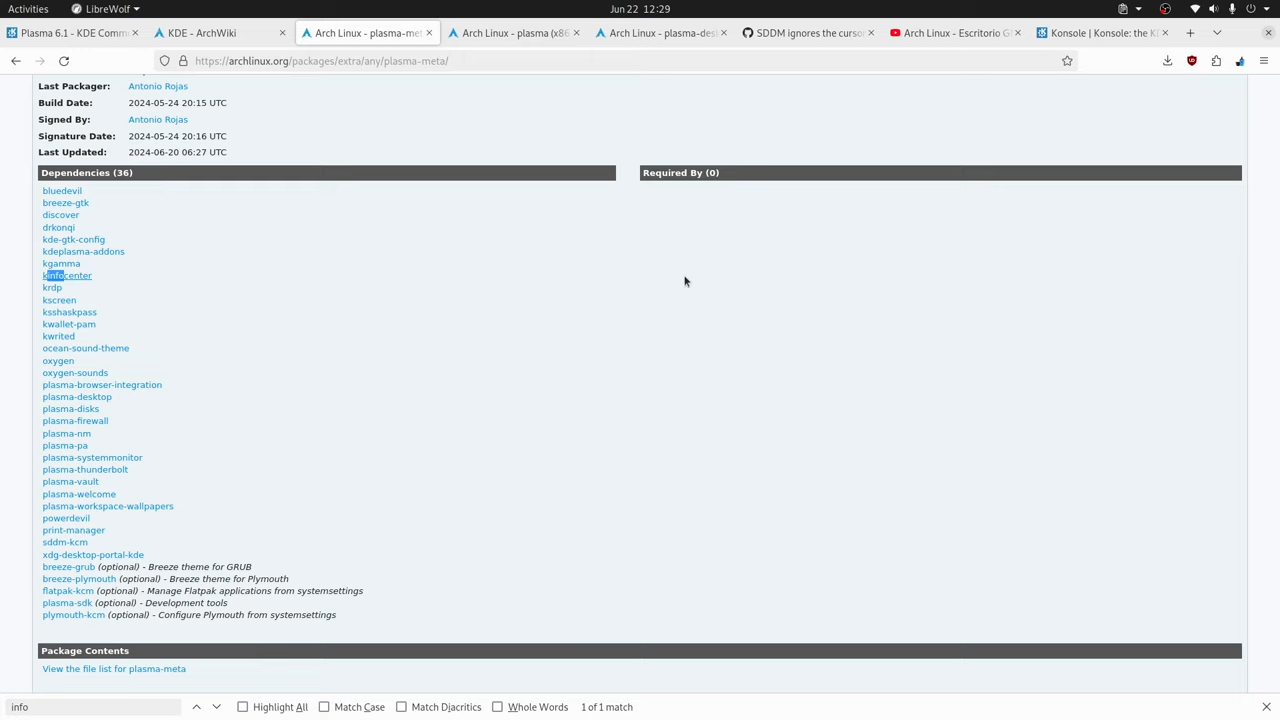 Activities LibreWolf Jun 22 12:29
Plasma 6.1 - KDE Comm KDE - ArchWiki Arch Linux - plasma-met Arch Linux - plasma (x86 Arch Linux - plasma-des SDDM ignores the cursor Arch Linux - Escritorio G Konsole | Konsole: the K
https://archlinux.org/packages/extra/any/plasma-meta/
Last Packager: Antonio Rojas
Build Date: 2024-05-24 20:15 UTC
Signed By: Antonio Rojas
Signature Date: 2024-05-24 20:16 UTC
Last Updated: 2024-06-20 06:27 UTC
Dependencies (36) Required By (0)
bluedevil
breeze-gtk
discover
drkonqi
kde-gtk-config
kdeplasma-addons
kgamma
kinfocenter
krdp
kscreen
ksshaskpass
kwallet-pam
kwrited
ocean-sound-theme
oxygen
oxygen-sounds
plasma-browser-integration
plasma-desktop
plasma-disks
plasma-firewall
plasma-nm
plasma-pa
plasma-systemmonitor
plasma-thunderbolt
plasma-vault
plasma-welcome
plasma-workspace-wallpapers
powerdevil
print-manager
sddm-kcm
xdg-desktop-portal-kde
breeze-grub (optional) - Breeze theme for GRUB
breeze-plymouth (optional) - Breeze theme for Plymouth
flatpak-kcm (optional) - Manage Flatpak applications from systemsettings
plasma-sdk (optional) - Development tools
plymouth-kcm (optional) - Configure Plymouth from systemsettings
Package Contents
View the file list for plasma-meta
info Highlight All Match Case Match Diacritics Whole Words 1 of 1 match